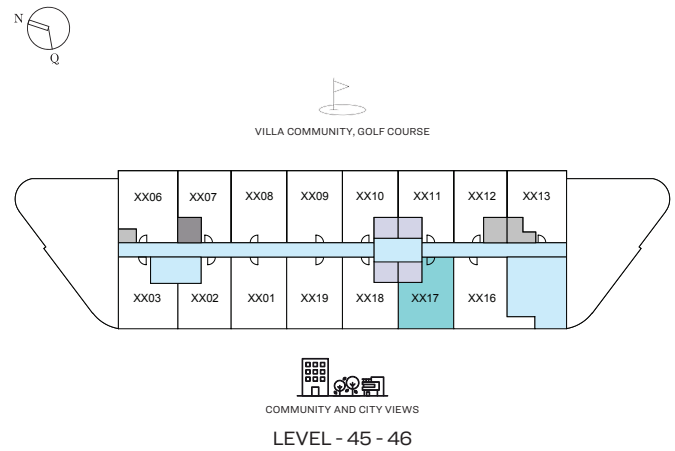 N
Q
VILLA COMMUNITY, GOLF COURSE
XX06 XX07 XX08 XX09 XX10 XX11 XX12 XX13
XX03 XX02 XX01 XX19 XX18 XX17 XX16
COMMUNITY AND CITY VIEWS
LEVEL - 45 - 46